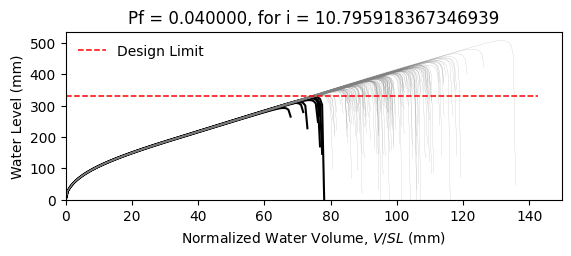 Pf = 0.040000, for i = 10.795918367346939
Design Limit
Water Level (mm)
500
400
300
200
100
0
0 20 40 60 80 100 120 140
Normalized Water Volume, V/SL (mm)